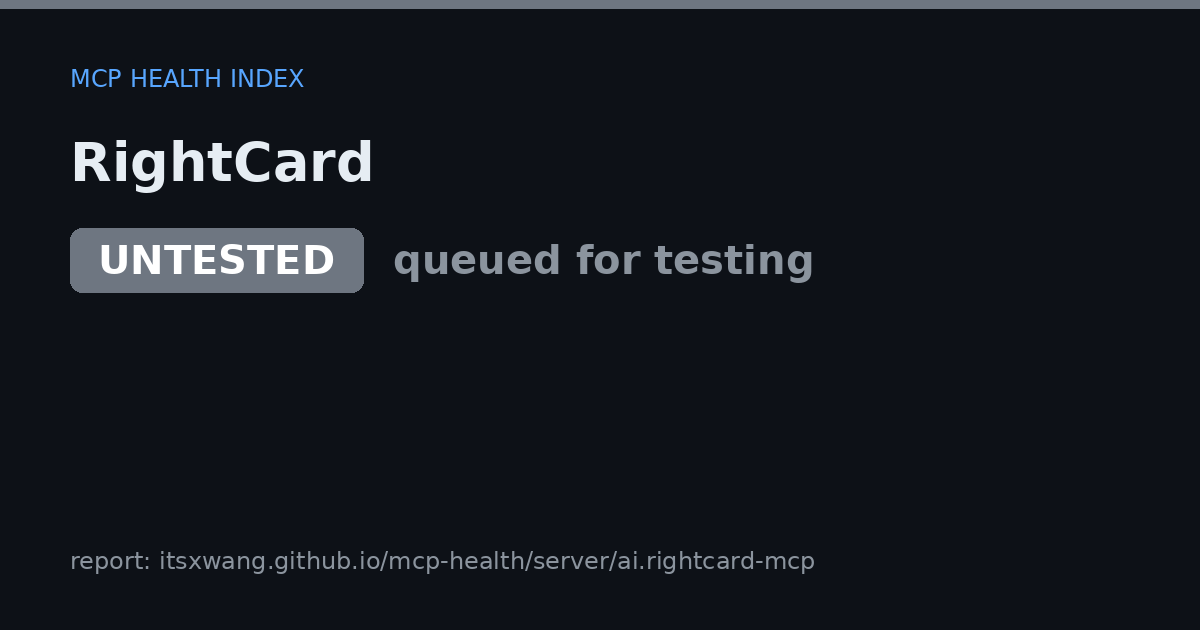 MCP HEALTH INDEX
RightCard
UNTESTED queued for testing
report: itsxwang.github.io/mcp-health/server/ai.rightcard-mcp